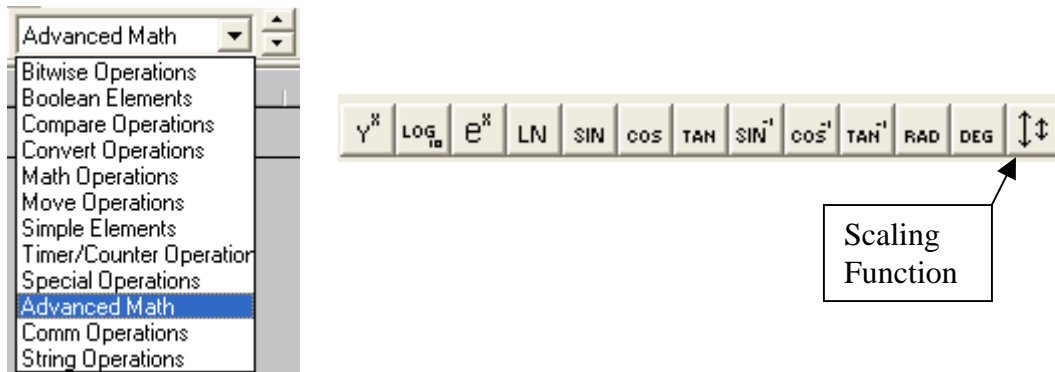 Advanced Math
Bitwise Operations
Boolean Elements
Compare Operations
Convert Operations
Math Operations
Move Operations
Simple Elements
Timer/Counter Operation
Special Operations
Advanced Math
Comm Operations
String Operations
Yˣ LOG₁₀ eˣ LN SIN COS TAN SIN⁻¹ COS⁻¹ TAN⁻¹ RAD DEG
Scaling
Function